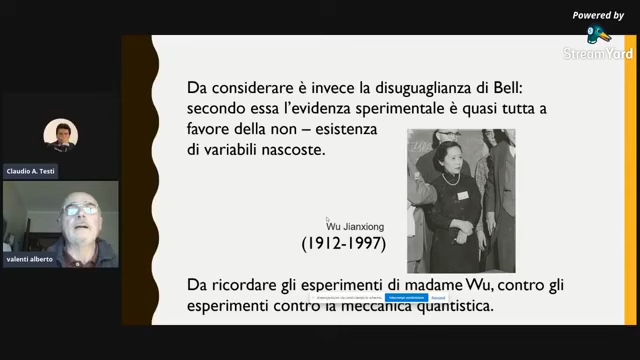 Powered by
StreamYard
Da considerare è invece la disuguaglianza di Bell:
secondo essa l'evidenza sperimentale è quasi tutta a
favore della non – esistenza
di variabili nascoste.
Claudio A. Testi
Wu Jianxiong
(1912-1997)
valenti alberto
Da ricordare gli esperimenti di madame Wu, contro gli
esperimenti contro la meccanica quantistica.